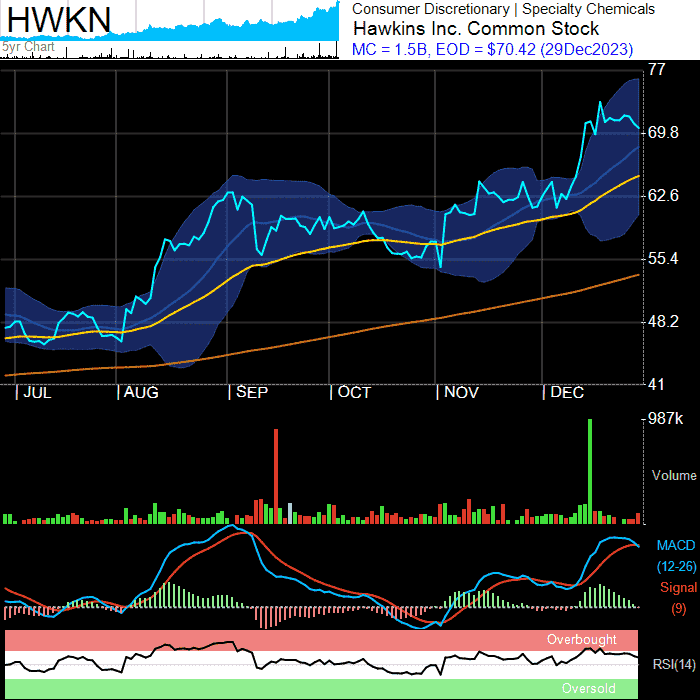 HWKN
5yr Chart
Consumer Discretionary | Specialty Chemicals
Hawkins Inc. Common Stock
MC = 1.5B, EOD = $70.42 (29Dec2023)
77
69.8
62.6
55.4
48.2
41
| JUL | AUG | SEP | OCT | NOV | DEC
987k
Volume
MACD
(12-26)
Signal
(9)
Overbought
RSI(14)
Oversold